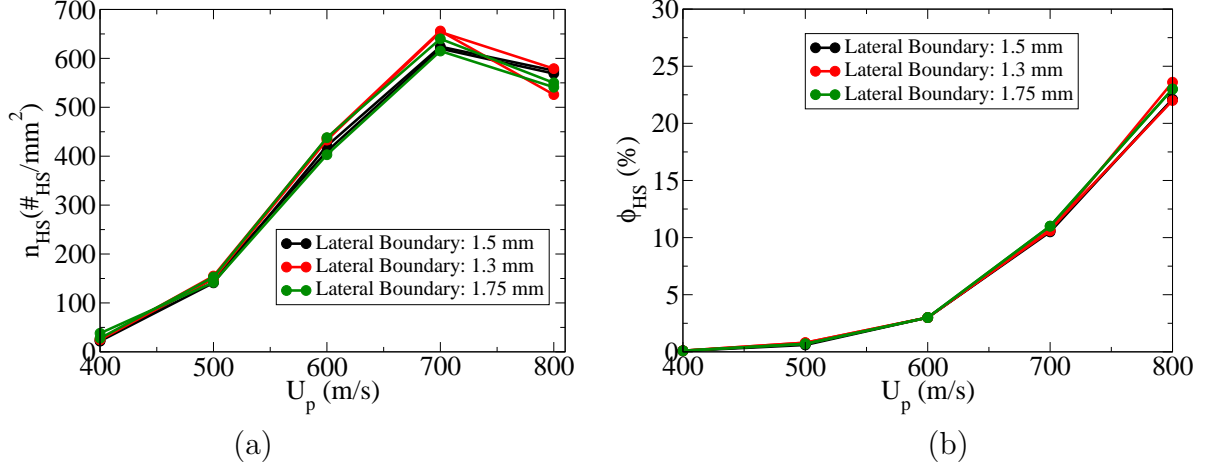 700
600
500
400
300
200
100
0
n_HS(#_HS/mm^2)
Lateral Boundary: 1.5 mm
Lateral Boundary: 1.3 mm
Lateral Boundary: 1.75 mm
400 500 600 700 800
U_p (m/s)
(a)
30
25
20
15
10
5
0
ϕ_HS (%)
Lateral Boundary: 1.5 mm
Lateral Boundary: 1.3 mm
Lateral Boundary: 1.75 mm
400 500 600 700 800
U_p (m/s)
(b)